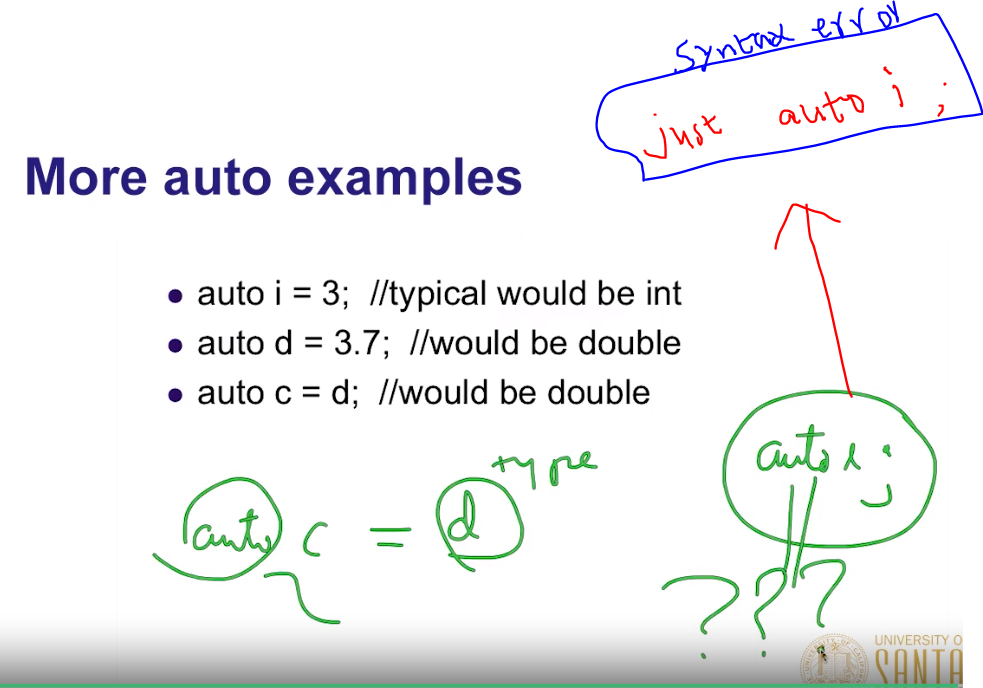 Syntax error
just auto i ;
More auto examples
• auto i = 3; //typical would be int
• auto d = 3.7; //would be double
• auto c = d; //would be double
type
auto c = d
auto i ;
???
UNIVERSITY O
SANTA